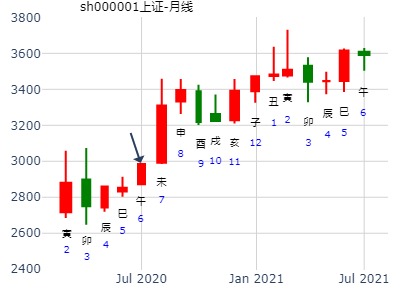 sh000001上证-月线
3800
3600
3400
3200
3000
2800
2600
2400
寅
2
卯
3
辰
4
巳
5
午
6
未
7
申
8
酉
9
戌
10
亥
11
子
12
丑
1
寅
2
卯
3
辰
4
巳
5
午
6
Jul 2020
Jan 2021
Jul 2021